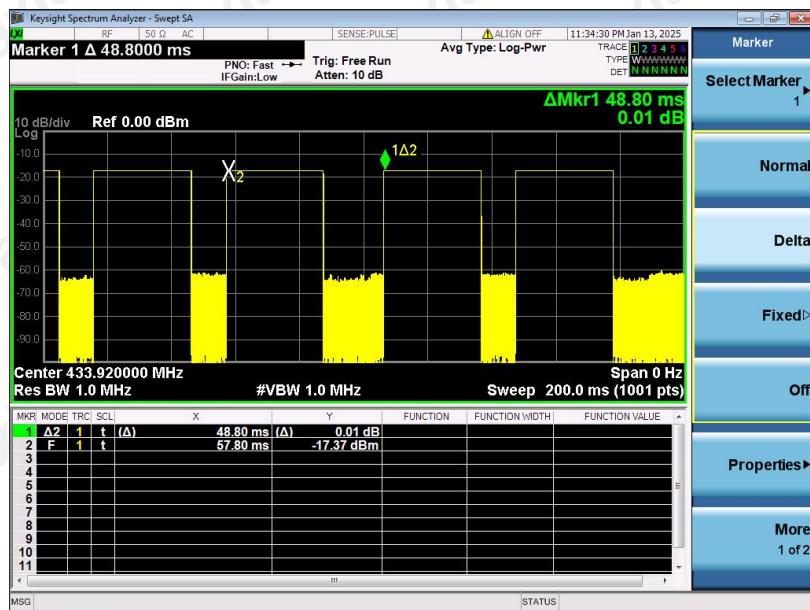 Keysight Spectrum Analyzer - Swept SA
RF 50 Ω AC SENSE:PULSE ALIGN OFF 11:34:30 PM Jan 13, 2025
Marker 1 Δ 48.8000 ms
PNO: Fast
IFGain:Low
Trig: Free Run
Atten: 10 dB
Avg Type: Log-Pwr
TRACE 1 2 3 4 5 6
TYPE WWWWWW
DET N N N N N N
ΔMkr1 48.80 ms
0.01 dB
10 dB/div Ref 0.00 dBm
Log
1Δ2
2
-10.0
-20.0
-30.0
-40.0
-50.0
-60.0
-70.0
-80.0
-90.0
Center 433.920000 MHz Span 0 Hz
Res BW 1.0 MHz #VBW 1.0 MHz Sweep 200.0 ms (1001 pts)
MKR MODE TRC SCL X Y FUNCTION FUNCTION WIDTH FUNCTION VALUE
1 Δ2 1 t (Δ) 48.80 ms (Δ) 0.01 dB
2 F 1 t 57.80 ms -17.37 dBm
3
4
5
6
7
8
9
10
11
MSG STATUS
Marker
Select Marker
1
Normal
Delta
Fixed
Off
Properties
More
1 of 2